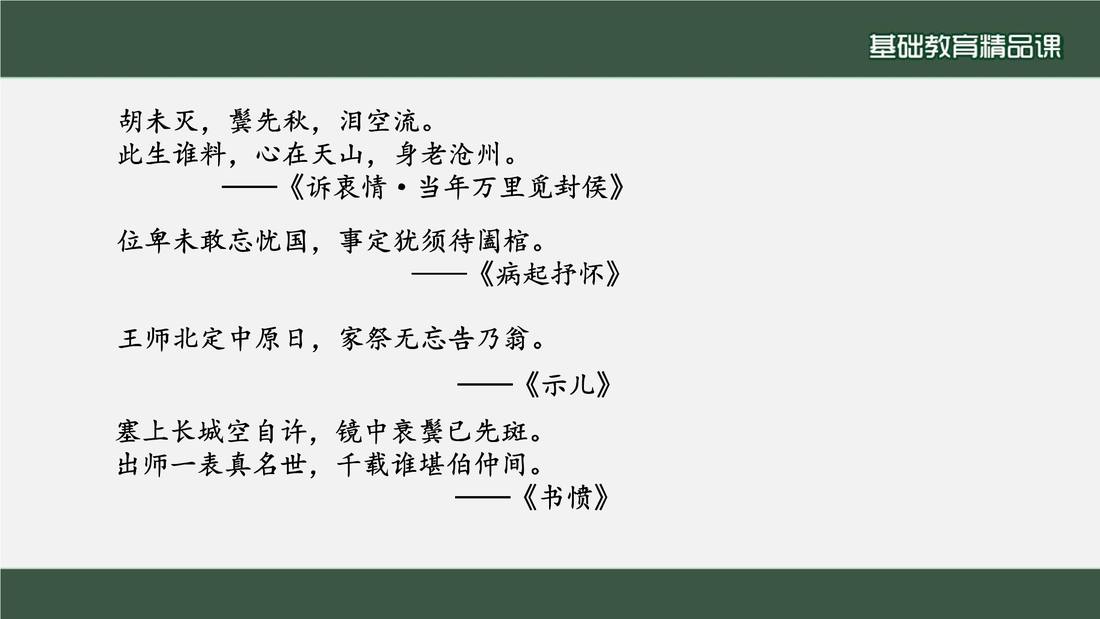 基础教育精品课
胡未灭，鬓先秋，泪空流。
此生谁料，心在天山，身老沧州。
——《诉衷情·当年万里觅封侯》
位卑未敢忘忧国，事定犹须待阖棺。
——《病起抒怀》
王师北定中原日，家祭无忘告乃翁。
——《示儿》
塞上长城空自许，镜中衰鬓已先斑。
出师一表真名世，千载谁堪伯仲间。
——《书愤》